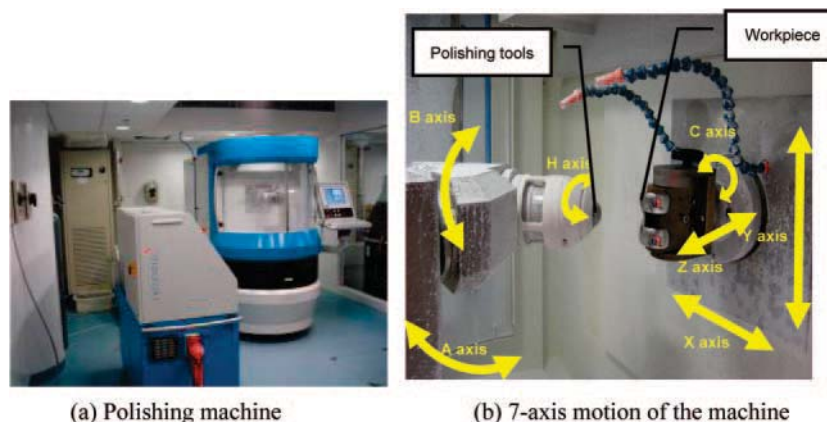 Polishing tools
Workpiece
B axis
H axis
C axis
Y axis
Z axis
A axis
X axis
(a) Polishing machine
(b) 7-axis motion of the machine